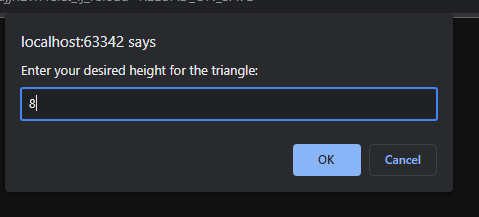 localhost:63342 says
Enter your desired height for the triangle:
8
OK
Cancel